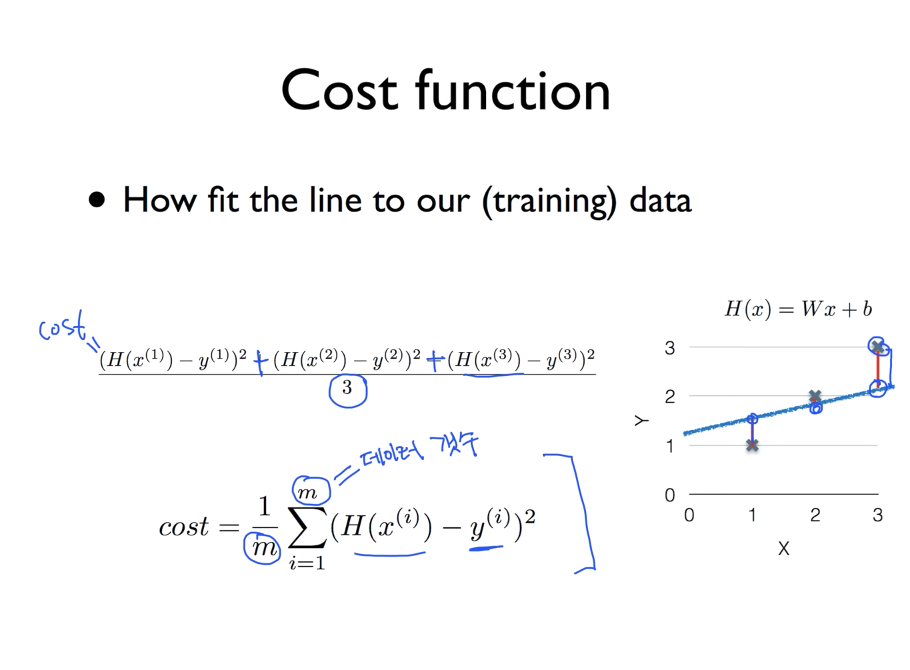 Cost function
• How fit the line to our (training) data
H(x) = Wx + b
cost =
(H(x^{(1)}) − y^{(1)})^2 + (H(x^{(2)}) − y^{(2)})^2 + (H(x^{(3)}) − y^{(3)})^2
3
m = 데이터 갯수
cost = \frac{1}{m} \sum_{i=1}^{m} (H(x^{(i)}) − y^{(i)})^2
3
2
1
0
Y
0 1 2 3
X